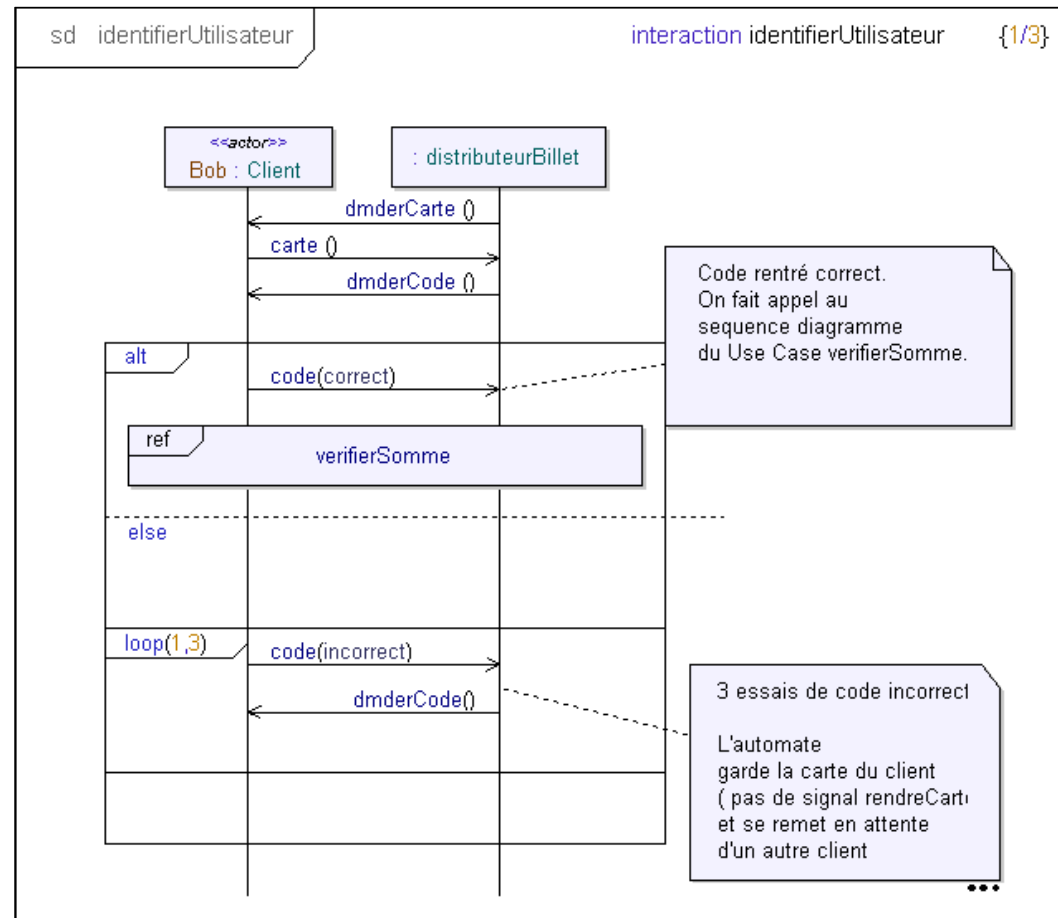 sd identifierUtilisateur
interaction identifierUtilisateur {1/3}
<<actor>>
Bob : Client
: distributeurBillet
dmderCarte ()
carte ()
dmderCode ()
Code rentré correct.
On fait appel au
sequence diagramme
du Use Case verifierSomme.
alt
code(correct)
ref
verifierSomme
else
loop(1,3)
code(incorrect)
dmderCode()
3 essais de code incorrect
L'automate
garde la carte du client
( pas de signal rendreCart
et se remet en attente
d'un autre client